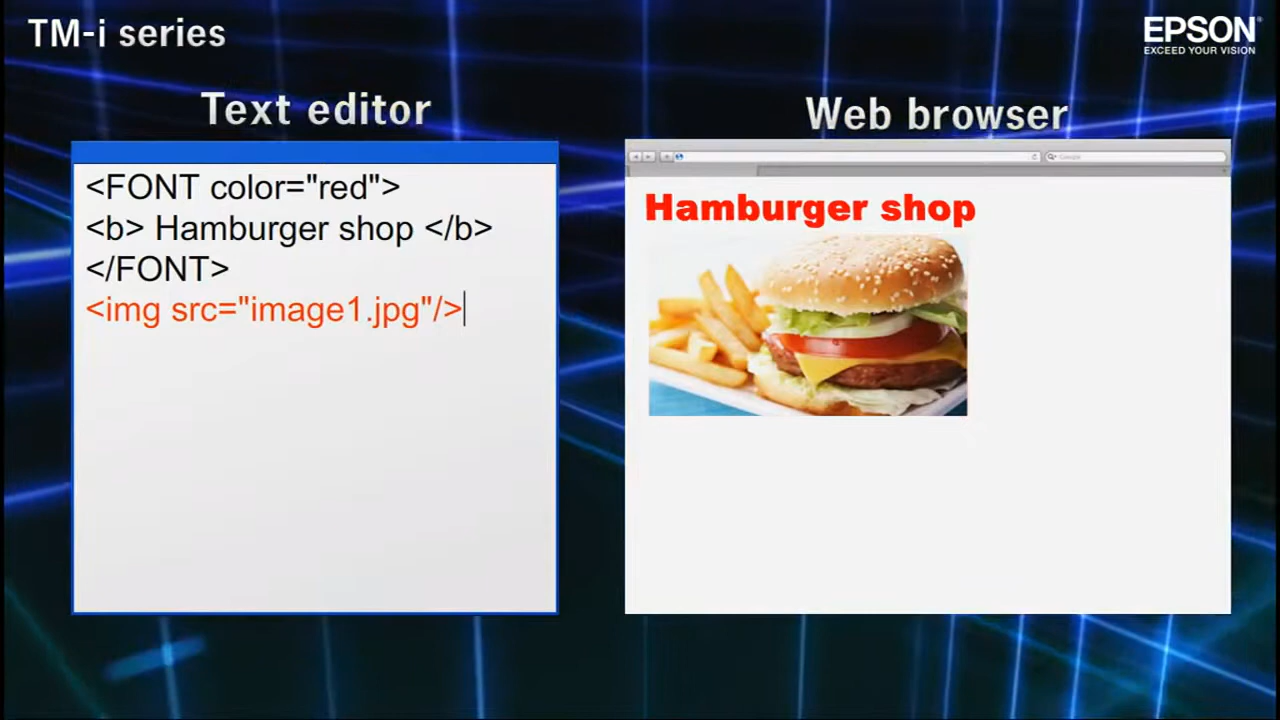 TM-i series
EPSON
EXCEED YOUR VISION
Text editor
Web browser
<FONT color="red">
<b> Hamburger shop </b>
</FONT>
<img src="image1.jpg"/>
Google
Hamburger shop